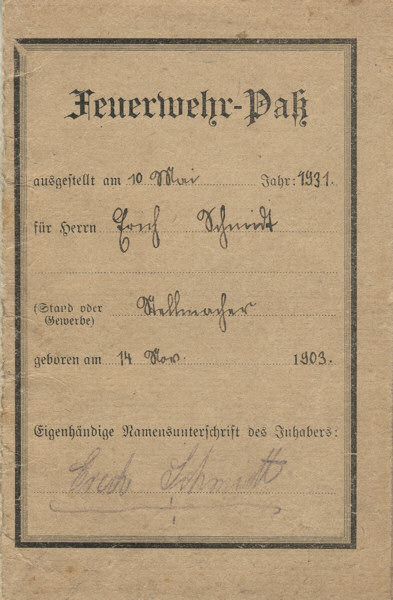 Feuerwehr-Paß
ausgestellt am 10 Mai Jahr: 1931.
für Herrn Erich Schmidt
(Stand oder Gewerbe) Stellmacher
geboren am 14 Nov. 1903.
Eigenhändige Namensunterschrift des Inhabers:
Erich Schmidt